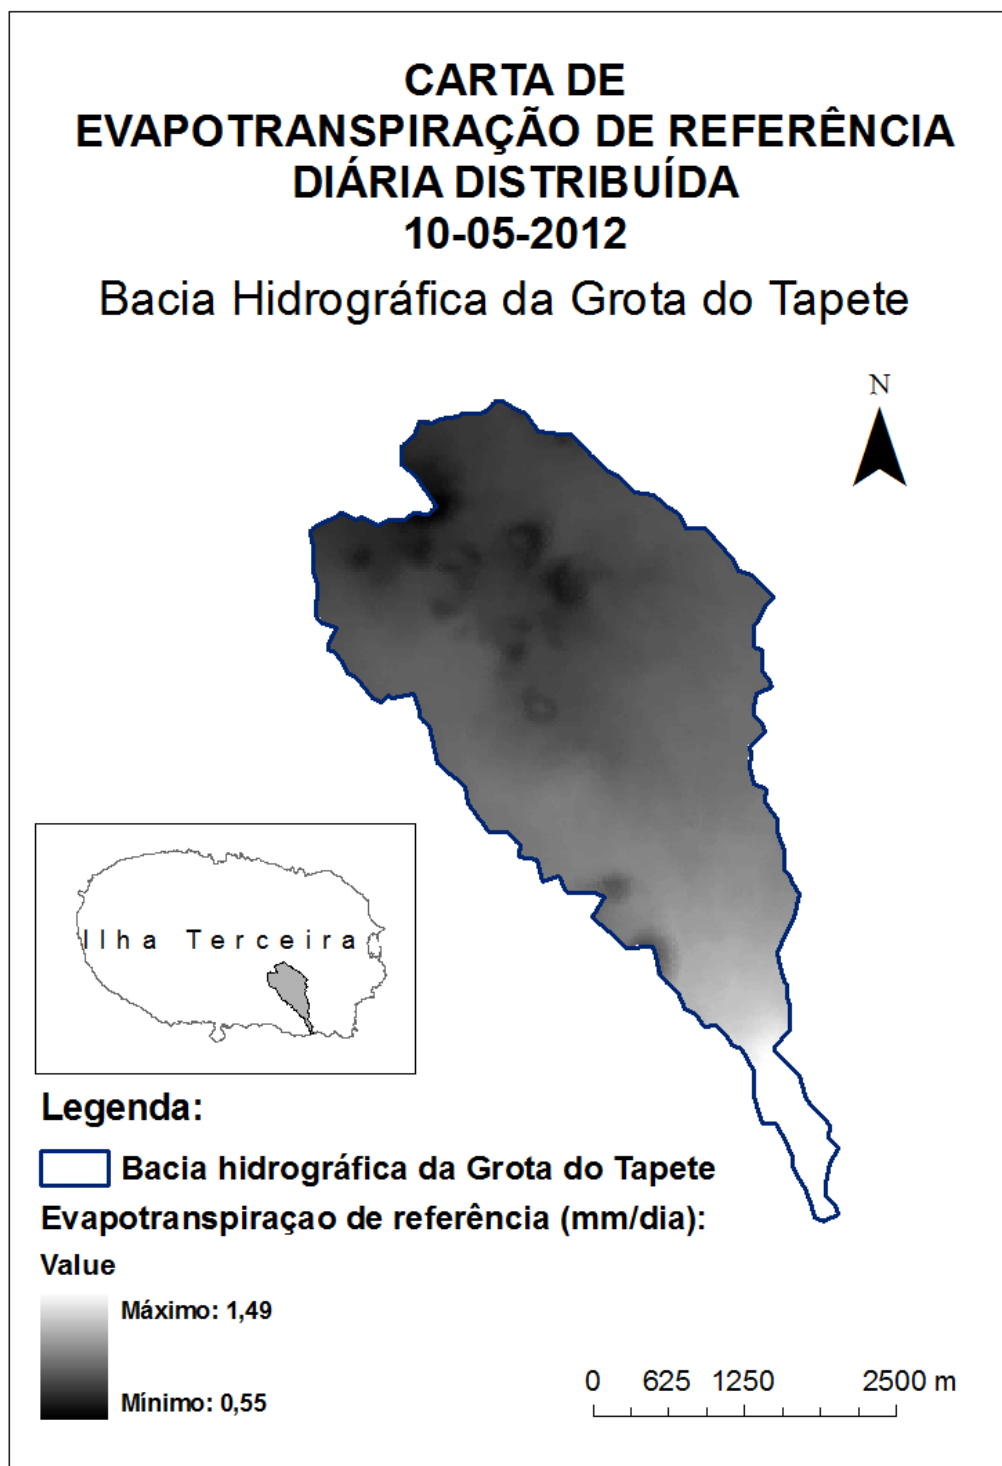 CARTA DE
EVAPOTRANSPIRAÇÃO DE REFERÊNCIA
DIÁRIA DISTRIBUÍDA
10-05-2012
Bacia Hidrográfica da Grota do Tapete
N
Ilha Terceira
Legenda:
Bacia hidrográfica da Grota do Tapete
Evapotranspiraçao de referência (mm/dia):
Value
Máximo: 1,49
Mínimo: 0,55
0 625 1250 2500 m